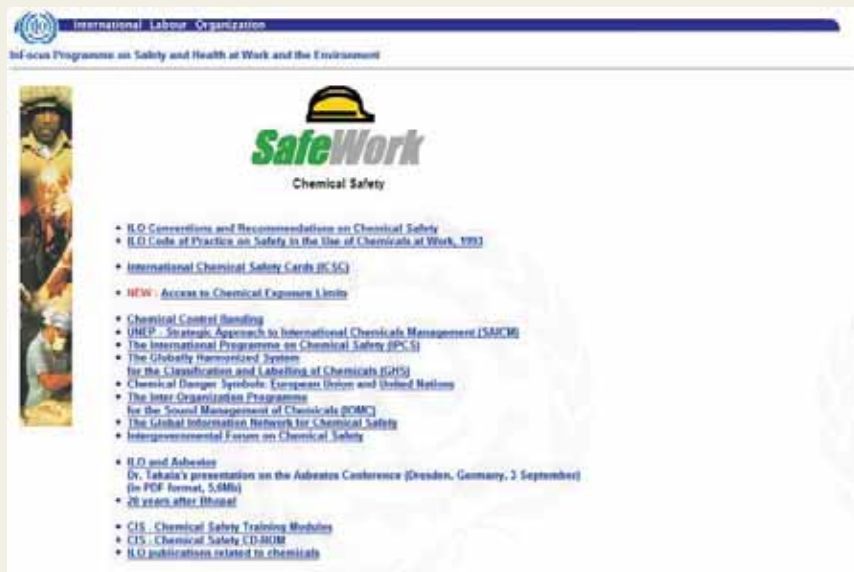 International Labour Organization
InFocus Programme on Safety and Health at Work and the Environment
SafeWork
Chemical Safety
• ILO Conventions and Recommendations on Chemical Safety
• ILO Code of Practice on Safety in the Use of Chemicals at Work, 1993
• International Chemical Safety Cards (ICSC)
• NEW : Access to Chemical Exposure Limits
• Chemical Control Banding
• UNEP - Strategic Approach to International Chemicals Management (SAICM)
• The International Programme on Chemical Safety (IPCS)
• The Globally Harmonized System
for the Classification and Labelling of Chemicals (GHS)
• Chemical Danger Symbols: European Union and United Nations
• The Inter Organization Programme
for the Sound Management of Chemicals (IOMC)
• The Global Information Network for Chemical Safety
• Intergovernmental Forum on Chemical Safety
• ILO and Asbestos
Dr. Takala's presentation on the Asbestos Conference (Dresden, Germany, 3 September)
(in PDF format, 5,6Mb)
• 20 years after Bhopal
• CIS - Chemical Safety Training Modules
• CIS - Chemical Safety CD-ROM
• ILO publications related to chemicals